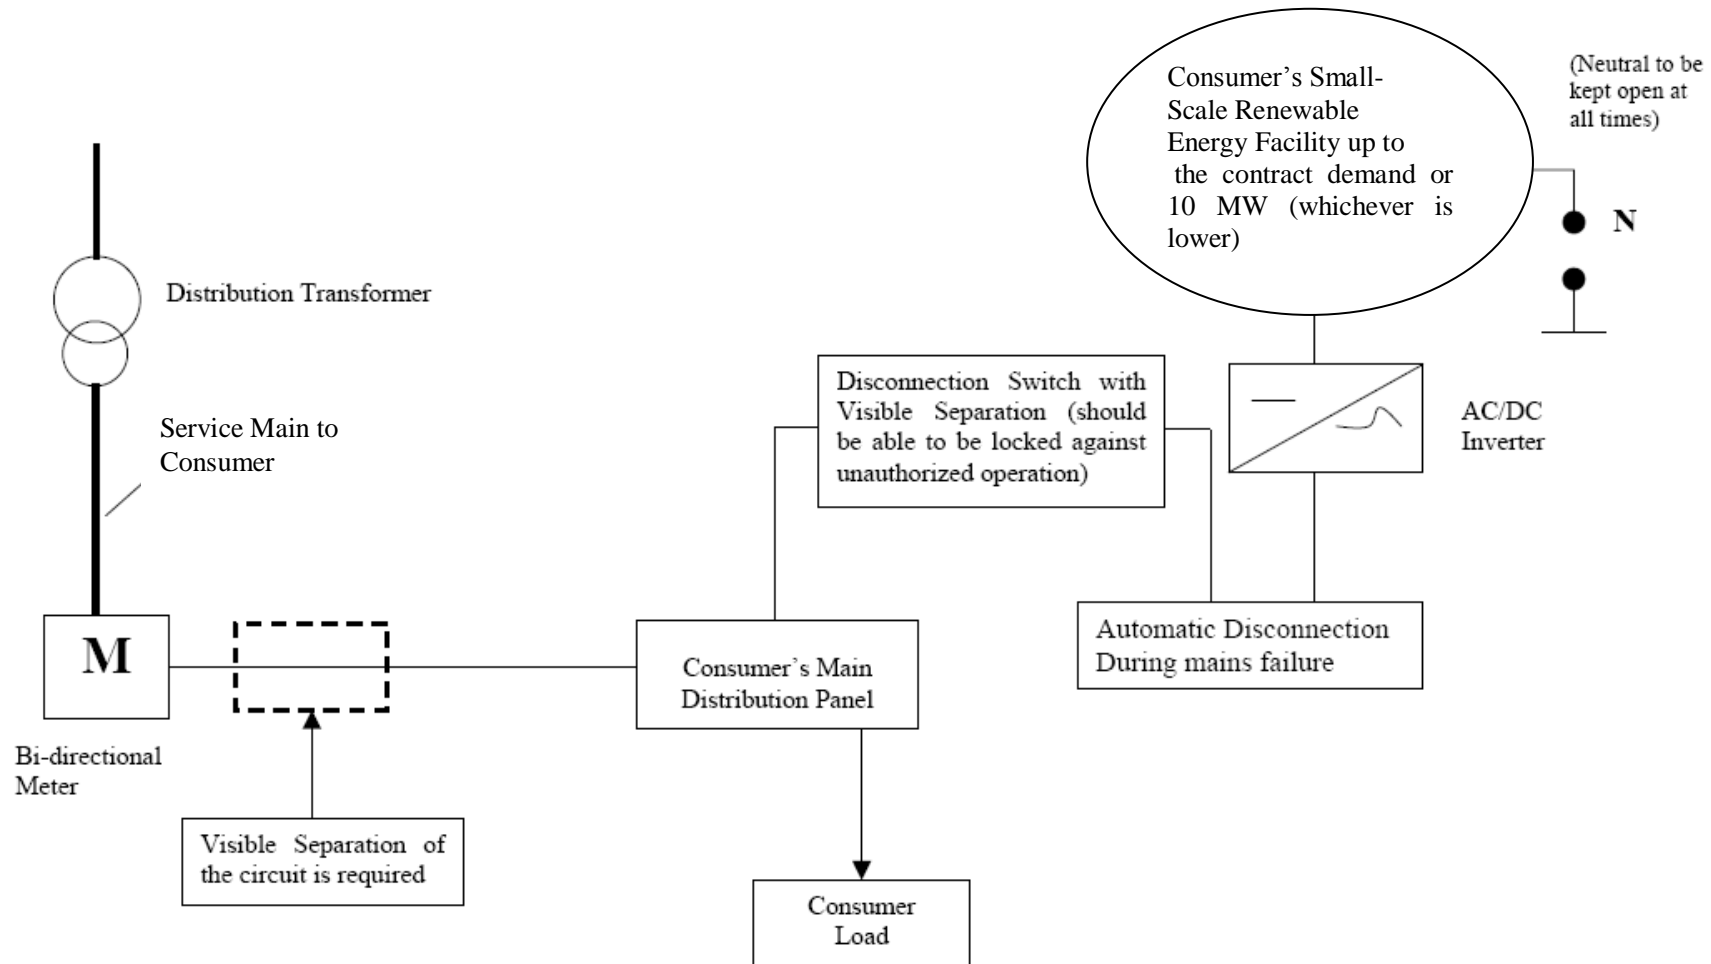 Consumer’s Small-
Scale Renewable
Energy Facility up to
the contract demand or
10 MW (whichever is
lower)
(Neutral to be
kept open at
all times)
N
Distribution Transformer
Service Main to
Consumer
Disconnection Switch with
Visible Separation (should
be able to be locked against
unauthorized operation)
AC/DC
Inverter
M
Bi-directional
Meter
Consumer’s Main
Distribution Panel
Automatic Disconnection
During mains failure
Visible Separation of
the circuit is required
Consumer
Load